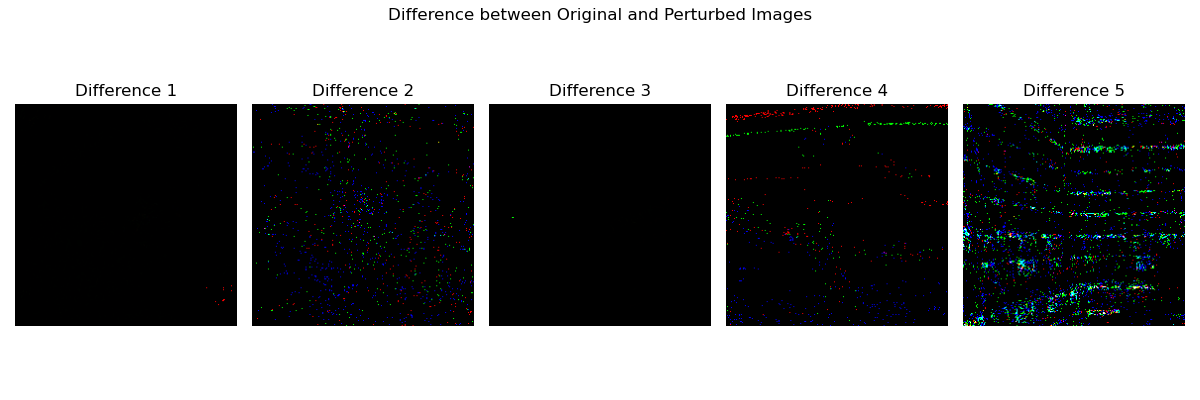 Difference between Original and Perturbed Images
Difference 1
Difference 2
Difference 3
Difference 4
Difference 5